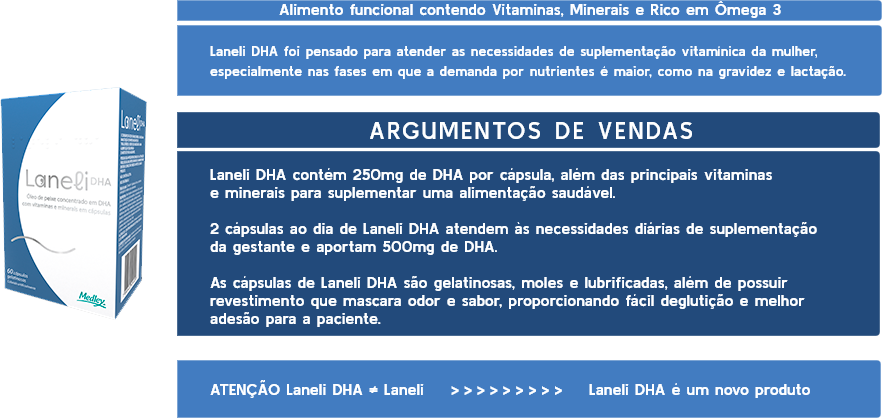 Alimento funcional contendo Vitaminas, Minerais e Rico em Ômega 3
Laneli DHA foi pensado para atender as necessidades de suplementação vitamínica da mulher,
especialmente nas fases em que a demanda por nutrientes é maior, como na gravidez e lactação.
ARGUMENTOS DE VENDAS
Laneli DHA contém 250mg de DHA por cápsula, além das principais vitaminas
e minerais para suplementar uma alimentação saudável.
2 cápsulas ao dia de Laneli DHA atendem às necessidades diárias de suplementação
da gestante e aportam 500mg de DHA.
As cápsulas de Laneli DHA são gelatinosas, moles e lubrificadas, além de possuir
revestimento que mascara odor e sabor, proporcionando fácil deglutição e melhor
adesão para a paciente.
ATENÇÃO Laneli DHA ≠ Laneli > > > > > > > > > Laneli DHA é um novo produto
Laneli DHA
Laneli DHA
Óleo de peixe concentrado em DHA
com vitaminas e minerais em cápsulas
60 cápsulas
gelatinosas
Medley